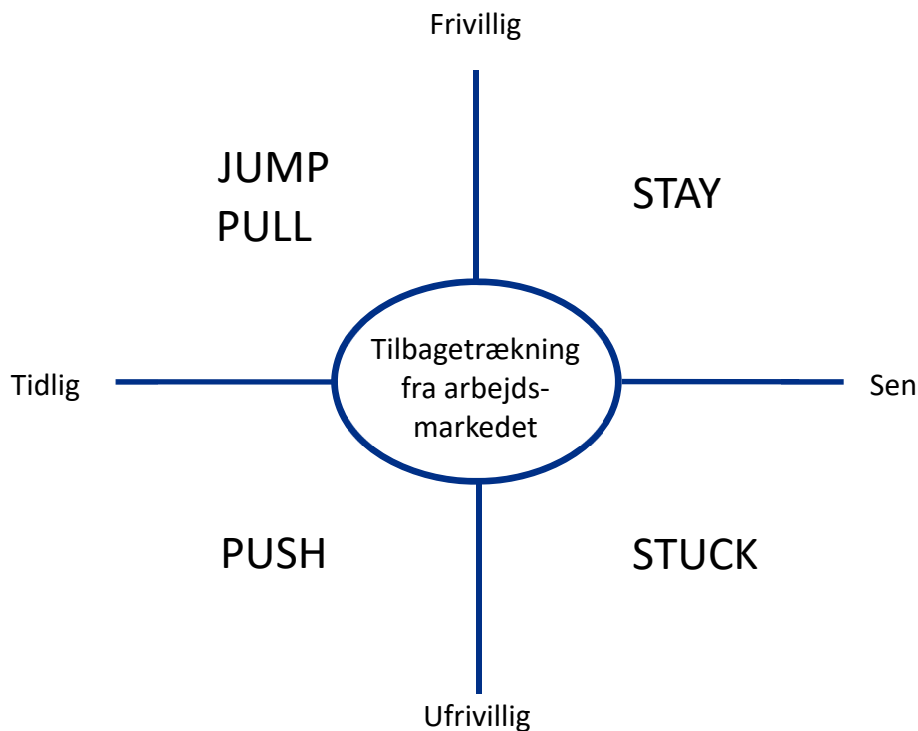 Frivillig
JUMP
PULL
STAY
Tilbagetrækning
fra arbejds-
markedet
Tidlig
Sen
PUSH
STUCK
Ufrivillig